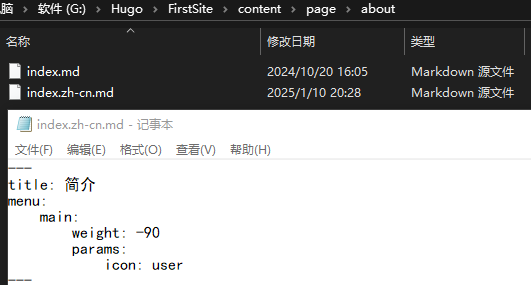 脑 › 软件 (G:) › Hugo › FirstSite › content › page › about
名称 修改日期 类型
index.md 2024/10/20 16:05 Markdown 源文件
index.zh-cn.md 2025/1/10 20:28 Markdown 源文件
index.zh-cn.md - 记事本
文件(F) 编辑(E) 格式(O) 查看(V) 帮助(H)
---
title: 简介
menu:
    main:
        weight: -90
        params:
            icon: user
---